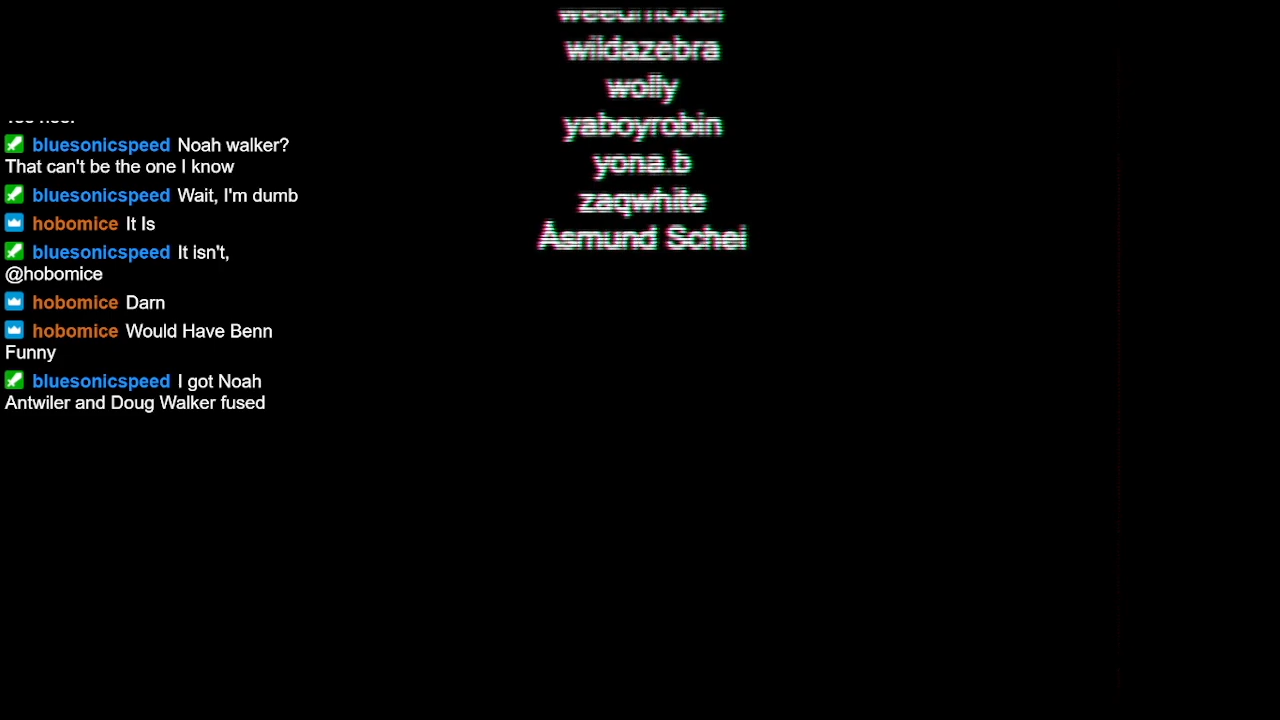 bluesonicspeed Noah walker?
That can't be the one I know
bluesonicspeed Wait, I'm dumb
hobomice It Is
bluesonicspeed It isn't,
@hobomice
hobomice Darn
hobomice Would Have Benn
Funny
bluesonicspeed I got Noah
Antwiler and Doug Walker fused
wildazebra
wolly
yaboyrobin
yona.b
zaqwhite
Åsmund Schei